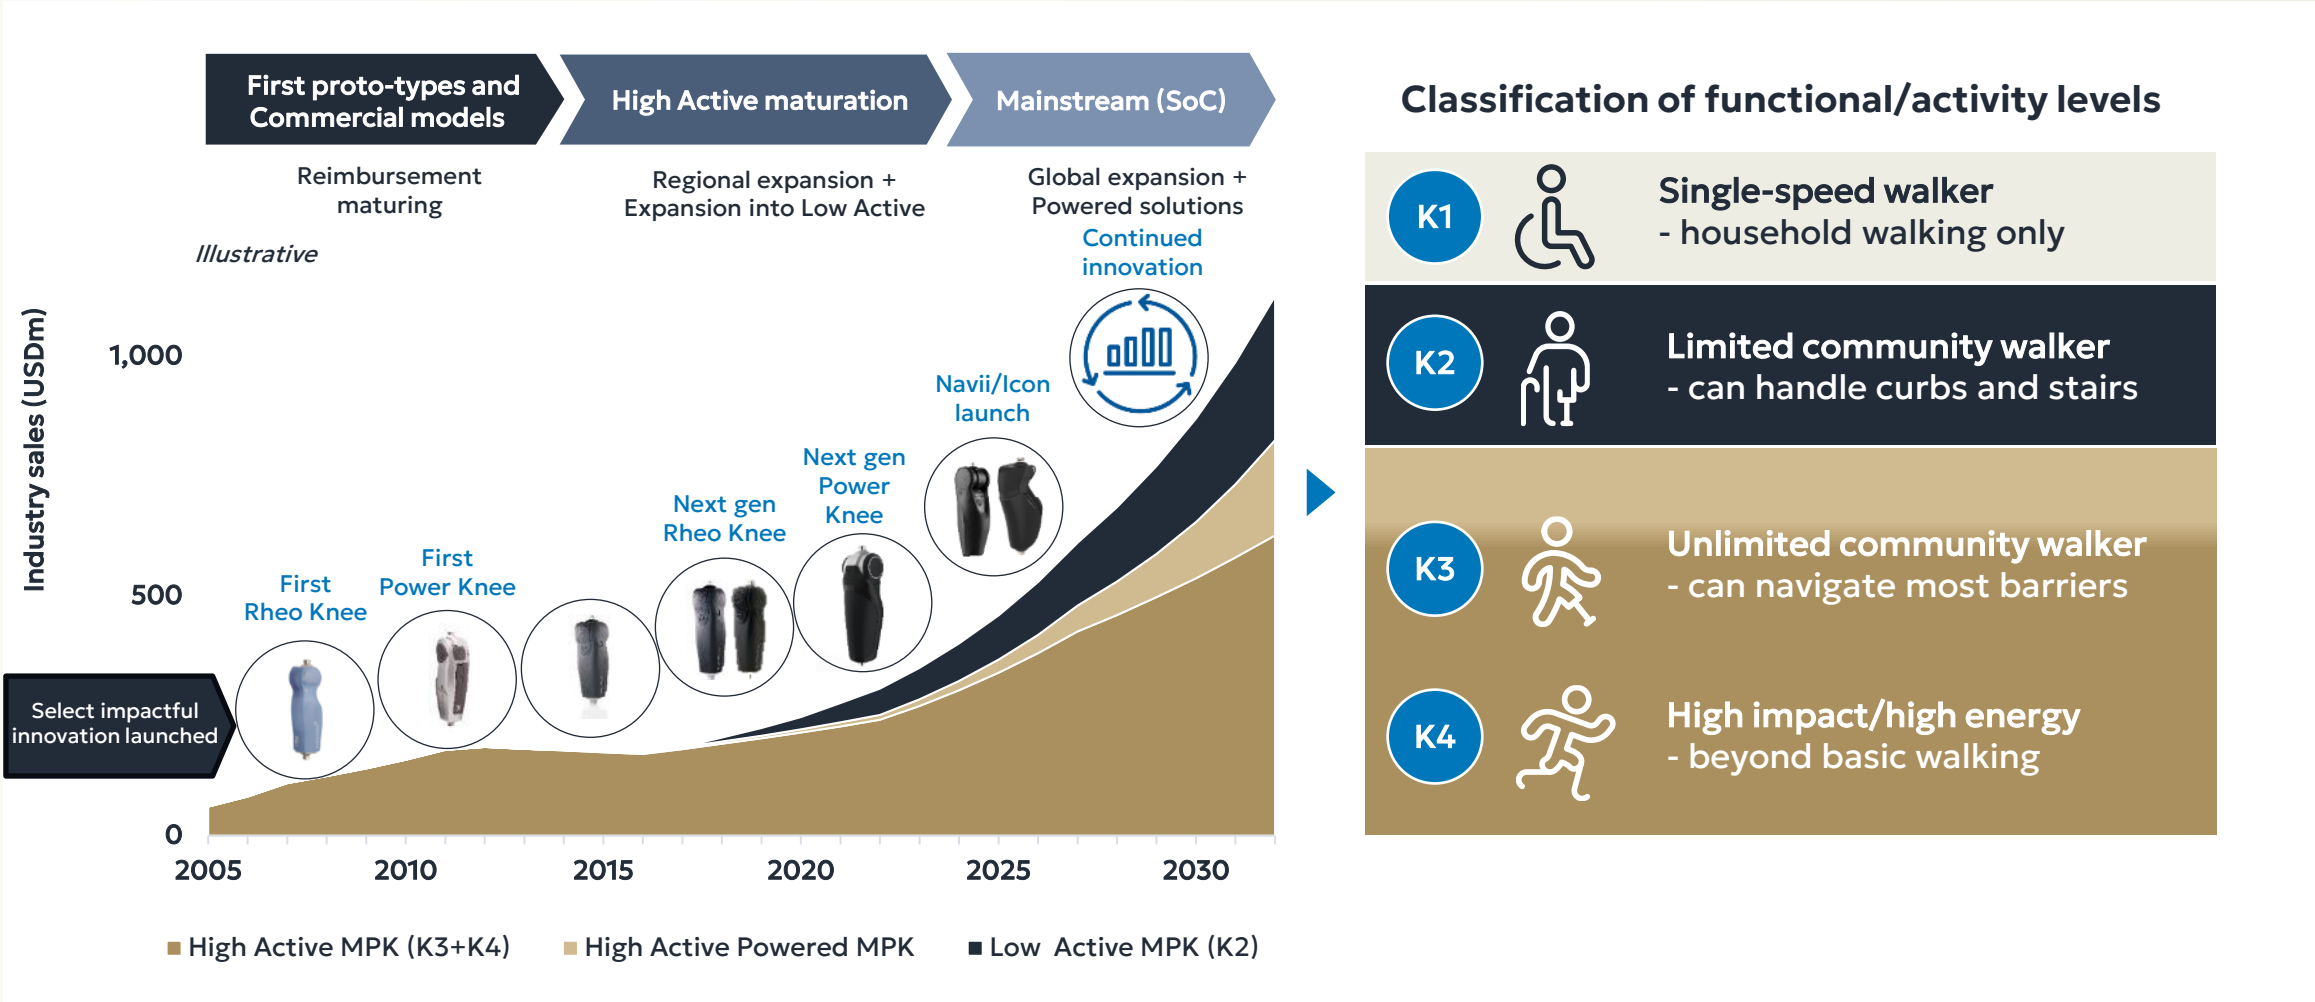 First proto-types and
Commercial models
High Active maturation
Mainstream (SoC)
Reimbursement
maturing
Regional expansion +
Expansion into Low Active
Global expansion +
Powered solutions
Illustrative
Continued
innovation
Navii/Icon
launch
Next gen
Power
Knee
Next gen
Rheo Knee
First
Power Knee
First
Rheo Knee
Select impactful
innovation launched
Industry sales (USDm)
1,000
500
0
2005
2010
2015
2020
2025
2030
High Active MPK (K3+K4)
High Active Powered MPK
Low Active MPK (K2)
Classification of functional/activity levels
K1
Single-speed walker
- household walking only
K2
Limited community walker
- can handle curbs and stairs
K3
Unlimited community walker
- can navigate most barriers
K4
High impact/high energy
- beyond basic walking